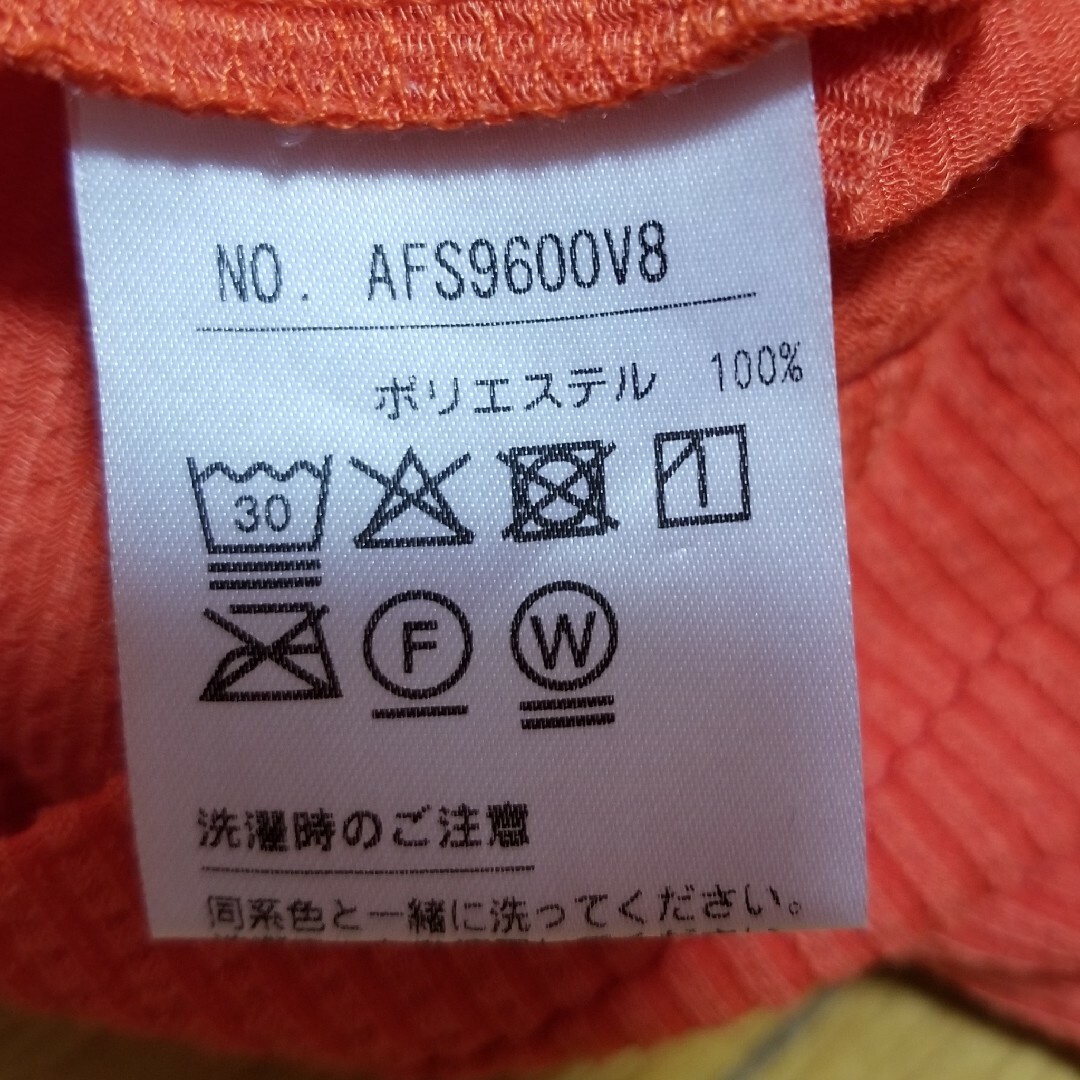 NO. AFS9600V8
ポリエステル 100%
30
F W
洗濯時のご注意
同系色と一緒に洗ってください。